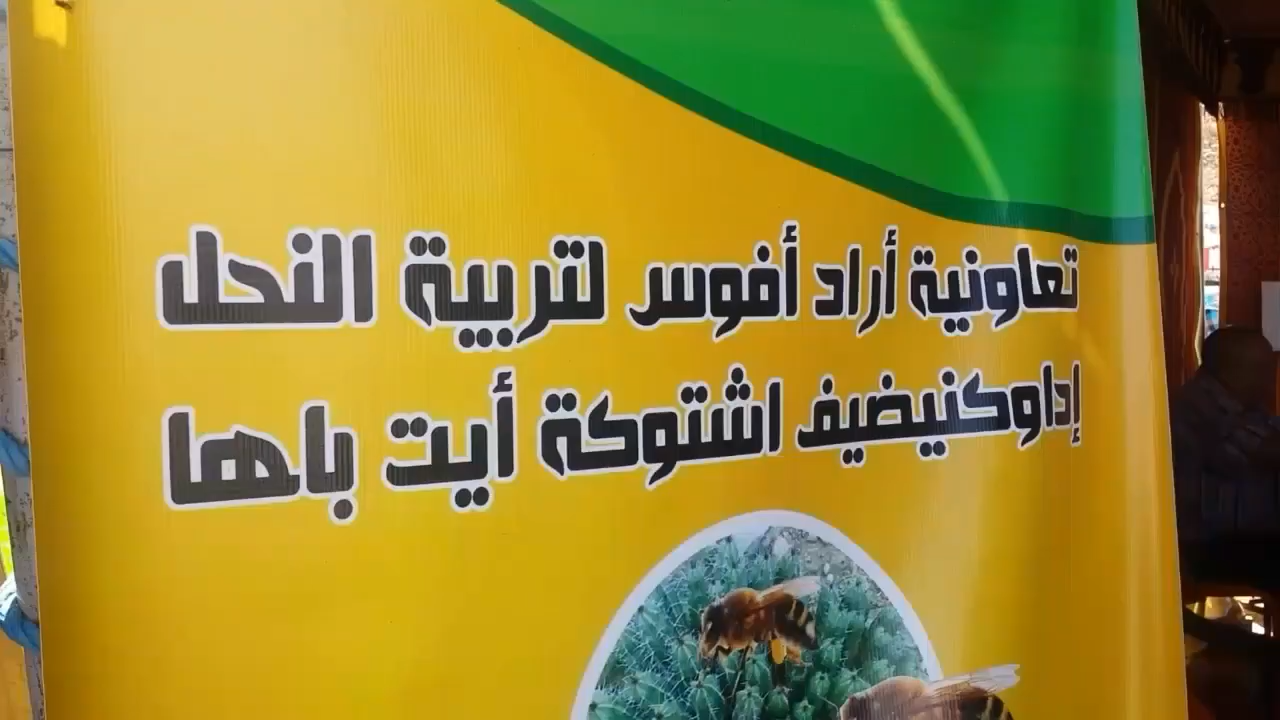 تعاونية أراد أفوس لتربية النحل
إداوكنيضيف اشتوكة أيت باها